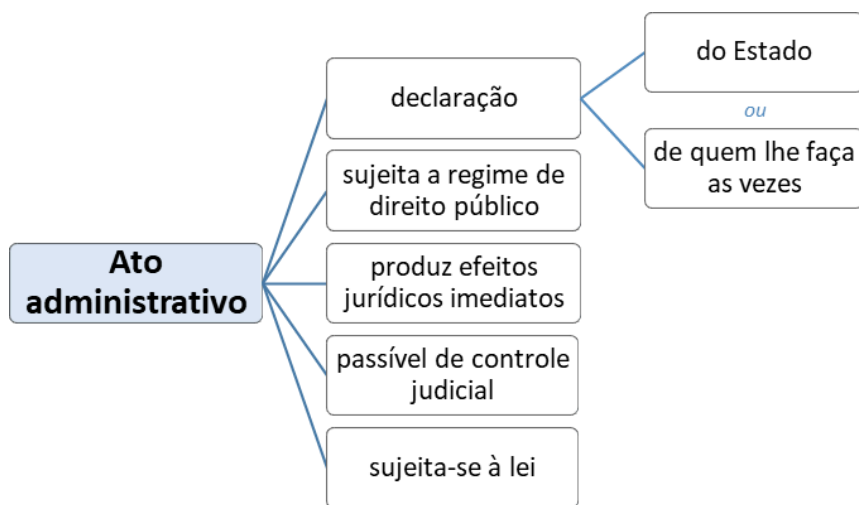 Ato
administrativo
declaração
do Estado
ou
de quem lhe faça
as vezes
sujeita a regime de
direito público
produz efeitos
jurídicos imediatos
passível de controle
judicial
sujeita-se à lei